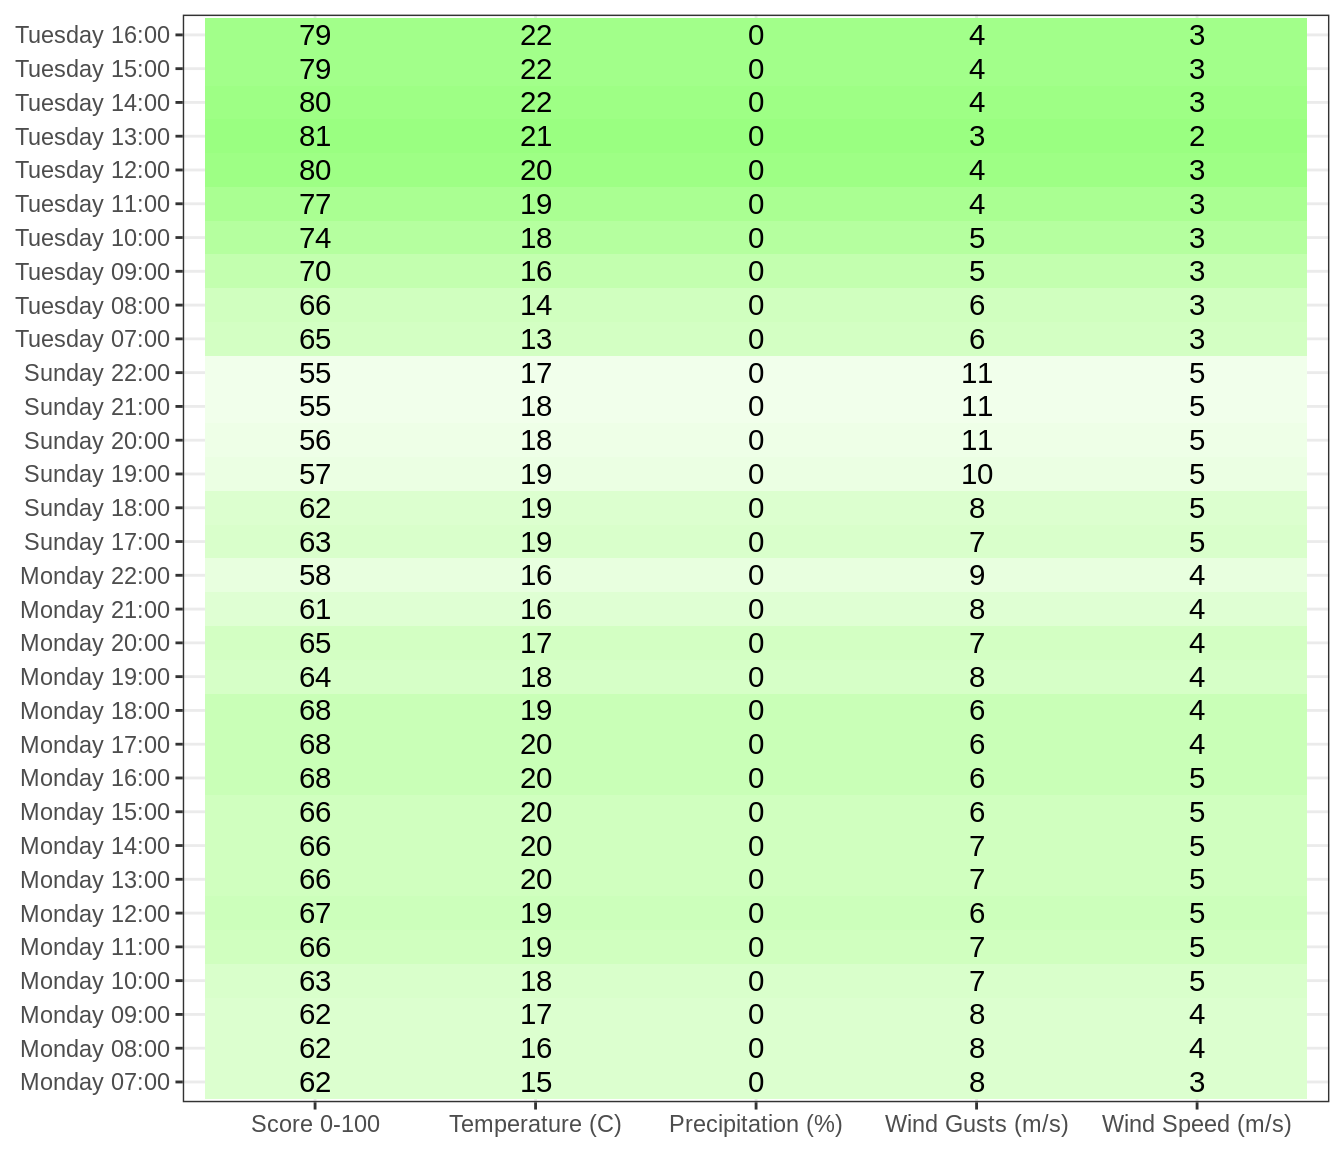 Tuesday 16:00 79 22 0 4 3
Tuesday 15:00 79 22 0 4 3
Tuesday 14:00 80 22 0 4 3
Tuesday 13:00 81 21 0 3 2
Tuesday 12:00 80 20 0 4 3
Tuesday 11:00 77 19 0 4 3
Tuesday 10:00 74 18 0 5 3
Tuesday 09:00 70 16 0 5 3
Tuesday 08:00 66 14 0 6 3
Tuesday 07:00 65 13 0 6 3
Sunday 22:00 55 17 0 11 5
Sunday 21:00 55 18 0 11 5
Sunday 20:00 56 18 0 11 5
Sunday 19:00 57 19 0 10 5
Sunday 18:00 62 19 0 8 5
Sunday 17:00 63 19 0 7 5
Monday 22:00 58 16 0 9 4
Monday 21:00 61 16 0 8 4
Monday 20:00 65 17 0 7 4
Monday 19:00 64 18 0 8 4
Monday 18:00 68 19 0 6 4
Monday 17:00 68 20 0 6 4
Monday 16:00 68 20 0 6 5
Monday 15:00 66 20 0 6 5
Monday 14:00 66 20 0 7 5
Monday 13:00 66 20 0 7 5
Monday 12:00 67 19 0 6 5
Monday 11:00 66 19 0 7 5
Monday 10:00 63 18 0 7 5
Monday 09:00 62 17 0 8 4
Monday 08:00 62 16 0 8 4
Monday 07:00 62 15 0 8 3
Score 0-100 Temperature (C) Precipitation (%) Wind Gusts (m/s) Wind Speed (m/s)